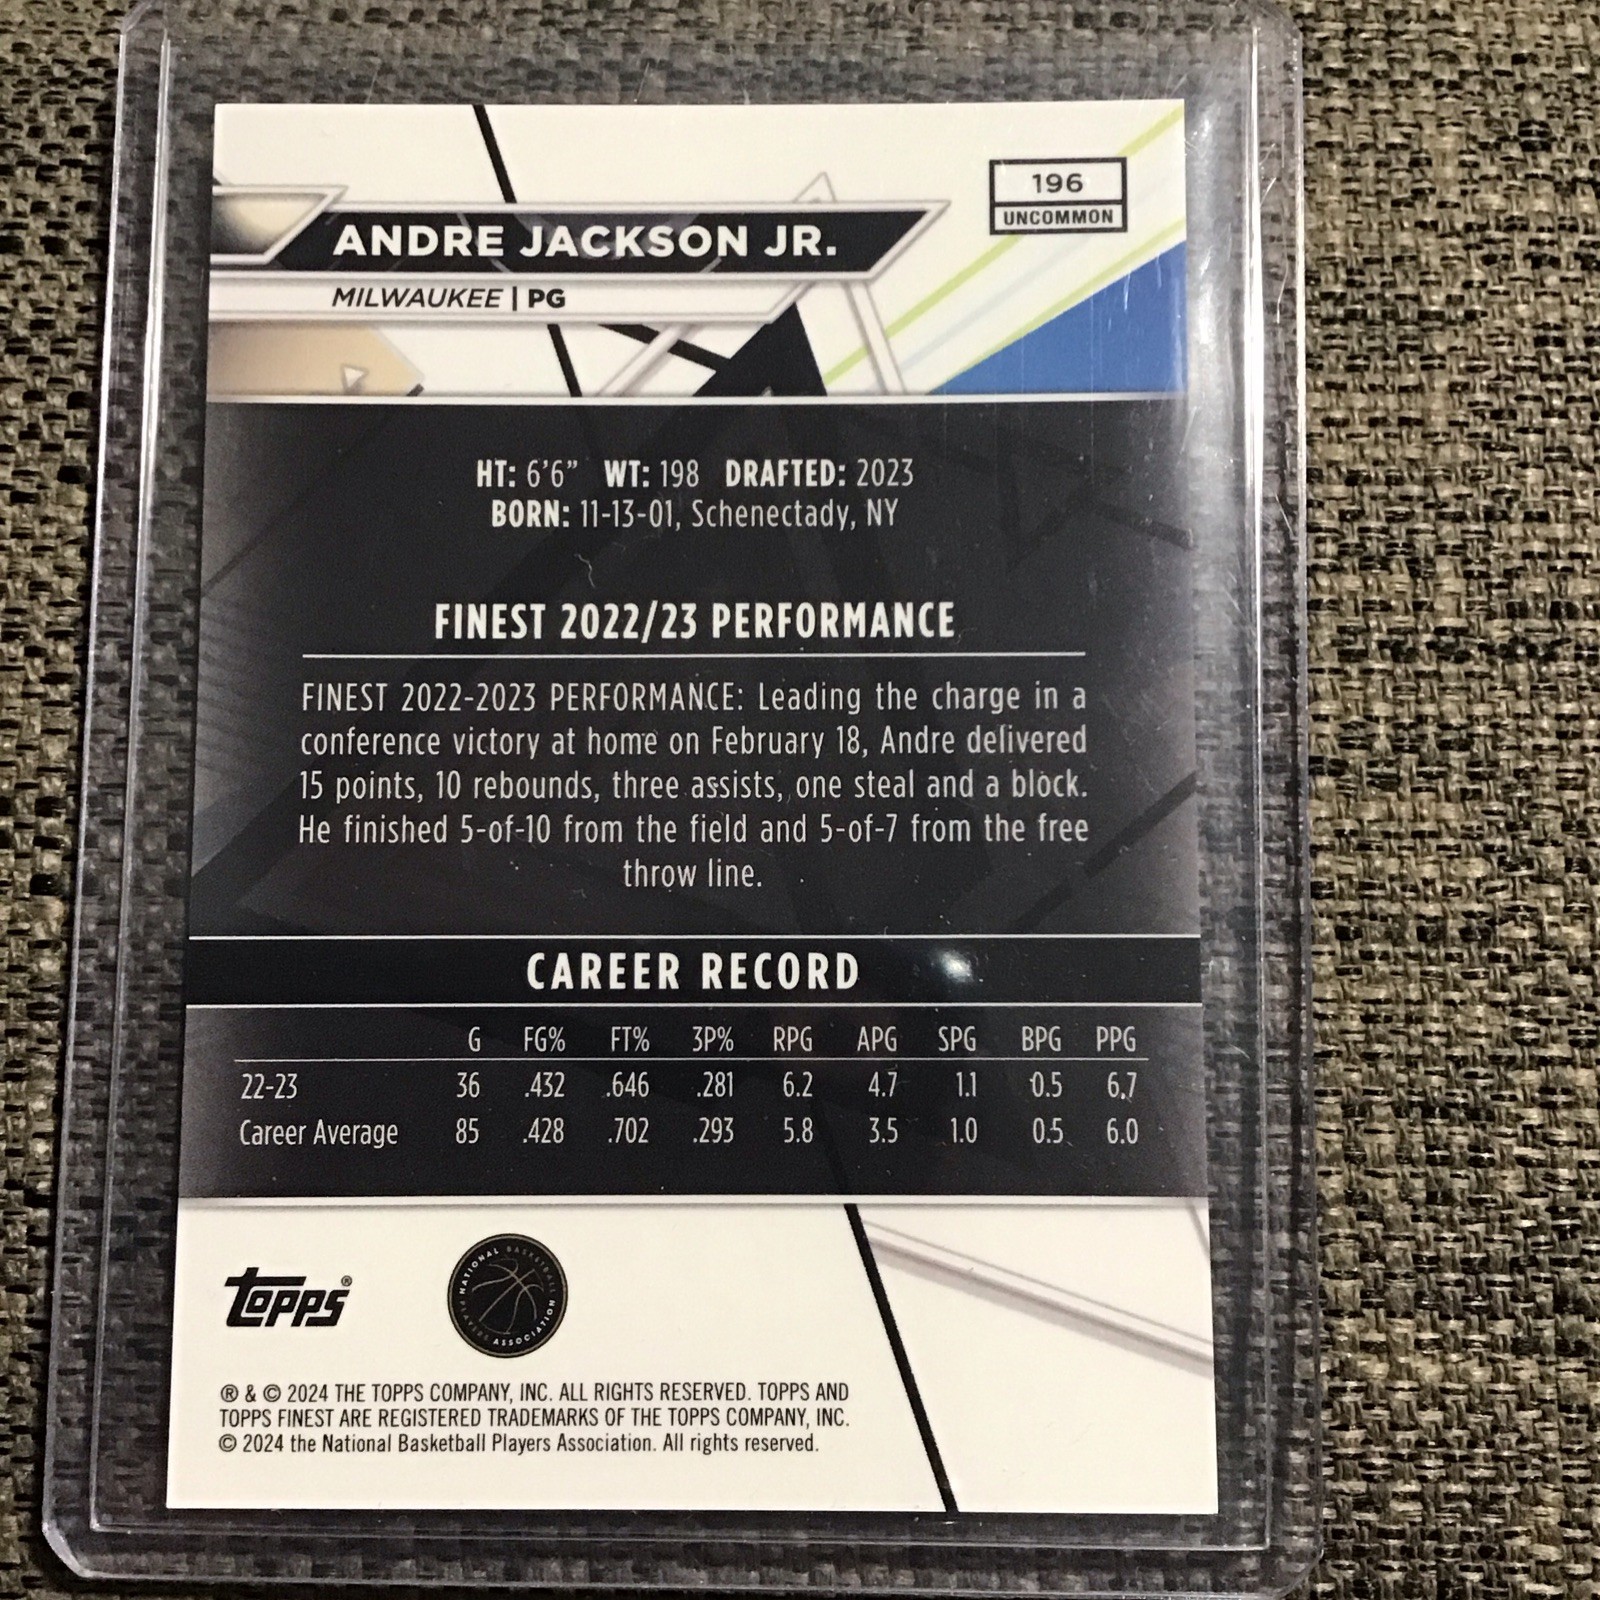 196
UNCOMMON
ANDRE JACKSON JR.
MILWAUKEE | PG
HT: 6'6" WT: 198 DRAFTED: 2023
BORN: 11-13-01, Schenectady, NY
FINEST 2022/23 PERFORMANCE
FINEST 2022-2023 PERFORMANCE: Leading the charge in a
conference victory at home on February 18, Andre delivered
15 points, 10 rebounds, three assists, one steal and a block.
He finished 5-of-10 from the field and 5-of-7 from the free
throw line.
CAREER RECORD
G FG% FT% 3P% RPG APG SPG BPG PPG
22-23 36 .432 .646 .281 6.2 4.7 1.1 0.5 6.7
Career Average 85 .428 .702 .293 5.8 3.5 1.0 0.5 6.0
topps®
NATIONAL BASKETBALL PLAYERS ASSOCIATION
® & © 2024 THE TOPPS COMPANY, INC. ALL RIGHTS RESERVED. TOPPS AND
TOPPS FINEST ARE REGISTERED TRADEMARKS OF THE TOPPS COMPANY, INC.
© 2024 the National Basketball Players Association. All rights reserved.